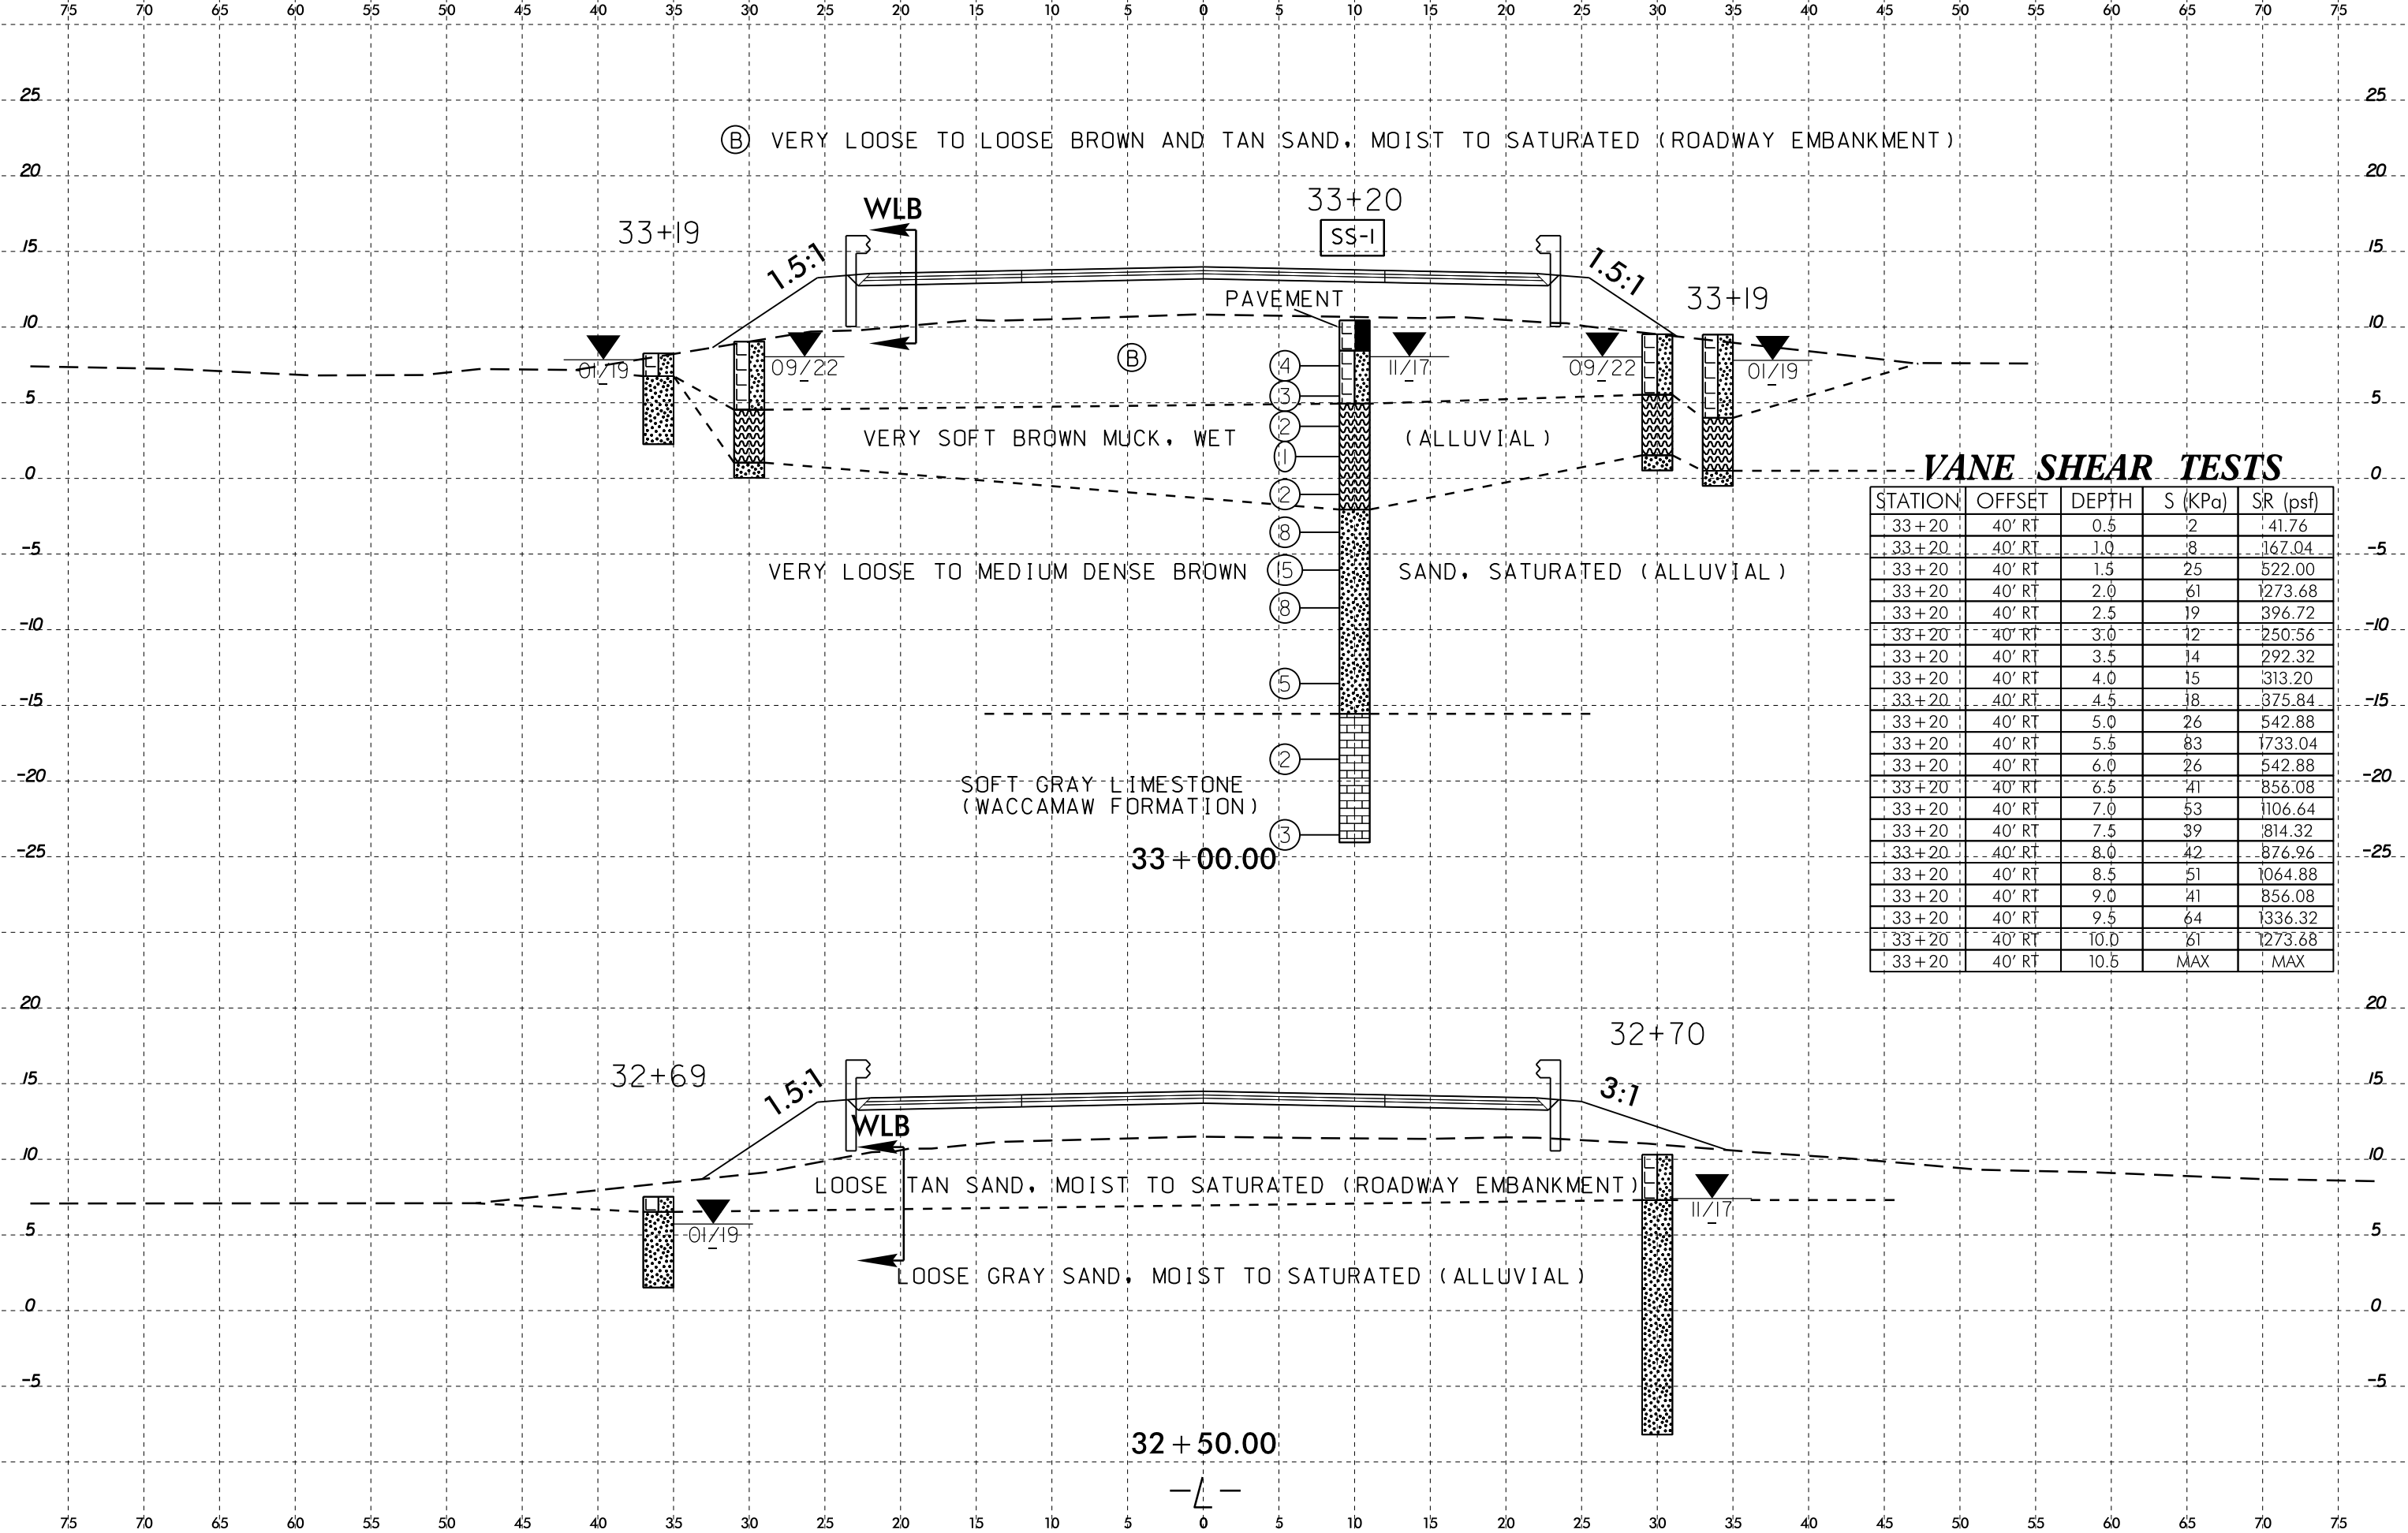 75 70 65 60 55 50 45 40 35 30 25 20 15 10 5 0 5 10 15 20 25 30 35 40 45 50 55 60 65 70 75
25 25
Ⓑ VERY LOOSE TO LOOSE BROWN AND TAN SAND, MOIST TO SATURATED (ROADWAY EMBANKMENT)
20 20
33+20
WLB
33+19
SS-1
15 15
1.5:1 1.5:1
PAVEMENT
33+19
10 10
01/19 09/22 Ⓑ 11/17 09/22 01/19
4
3
5 5
2
VERY SOFT BROWN MUCK, WET (ALLUVIAL)
1
0 0
2
8
-5 -5
VERY LOOSE TO MEDIUM DENSE BROWN 15 SAND, SATURATED (ALLUVIAL)
8
-10 -10
5
-15 -15
2
-20 -20
SOFT GRAY LIMESTONE
(WACCAMAW FORMATION)
3
-25 -25
33+00.00
VANE SHEAR TESTS
STATION OFFSET DEPTH S (KPa) SR (psf)
33+20 40' RT 0.5 2 41.76
33+20 40' RT 1.0 8 167.04
33+20 40' RT 1.5 25 522.00
33+20 40' RT 2.0 61 1273.68
33+20 40' RT 2.5 19 396.72
33+20 40' RT 3.0 12 250.56
33+20 40' RT 3.5 14 292.32
33+20 40' RT 4.0 15 313.20
33+20 40' RT 4.5 18 375.84
33+20 40' RT 5.0 26 542.88
33+20 40' RT 5.5 83 1733.04
33+20 40' RT 6.0 26 542.88
33+20 40' RT 6.5 41 856.08
33+20 40' RT 7.0 53 1106.64
33+20 40' RT 7.5 39 814.32
33+20 40' RT 8.0 42 876.96
33+20 40' RT 8.5 51 1064.88
33+20 40' RT 9.0 41 856.08
33+20 40' RT 9.5 64 1336.32
33+20 40' RT 10.0 61 1273.68
33+20 40' RT 10.5 MAX MAX
20 20
32+70
32+69
15 15
1.5:1 3:1
WLB
10 10
LOOSE TAN SAND, MOIST TO SATURATED (ROADWAY EMBANKMENT)
01/19 11/17
5 5
LOOSE GRAY SAND, MOIST TO SATURATED (ALLUVIAL)
0 0
-5 -5
32+50.00
-L-
75 70 65 60 55 50 45 40 35 30 25 20 15 10 5 0 5 10 15 20 25 30 35 40 45 50 55 60 65 70 75